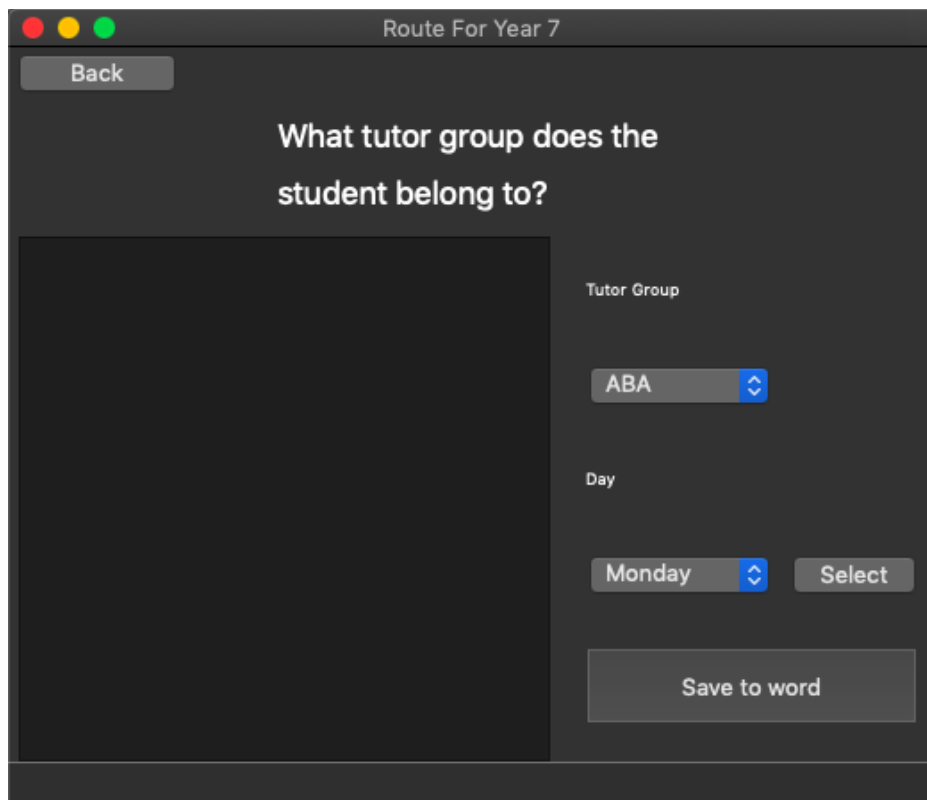 Route For Year 7
Back
What tutor group does the
student belong to?
Tutor Group
ABA
Day
Monday
Select
Save to word